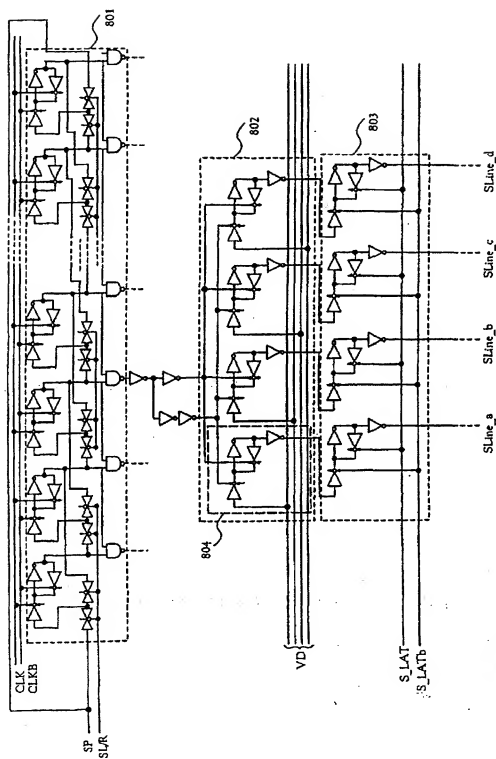 801
CLK
CLKB
SP
SL/R
802
803
804
VD
S_LAT
S_LATb
SLine_a
SLine_b
SLine_c
SLine_d